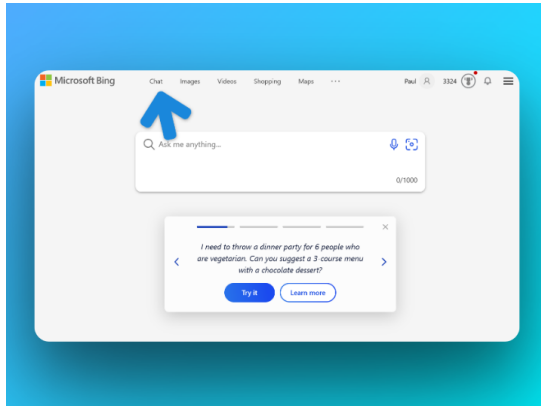 Microsoft Bing Chat Images Videos Shopping Maps ··· Paul 3324
Ask me anything...
0/1000
I need to throw a dinner party for 6 people who
are vegetarian. Can you suggest a 3 course menu
with a chocolate dessert?
Try it Learn more